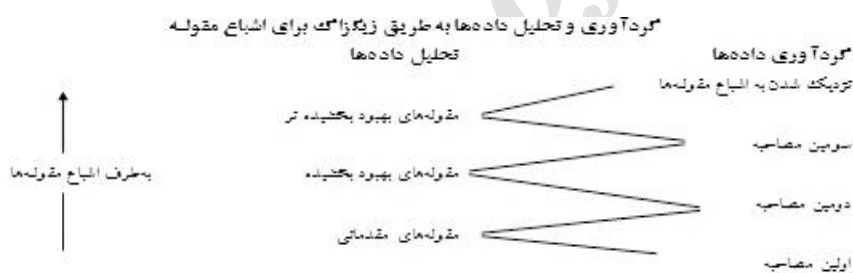 گردآوری و تحلیل داده‌ها به طریق زیگزاگ برای اشباع مقوله
گردآوری داده‌ها
تحلیل داده‌ها
نزدیک شدن به اشباع مقوله‌ها
مقوله‌های بهبود بخشیده تر
سومین مصاحبه
مقوله‌های بهبود بخشیده
به‌طرف اشباع مقوله‌ها
دومین مصاحبه
مقوله‌های مقدماتی
اولین مصاحبه